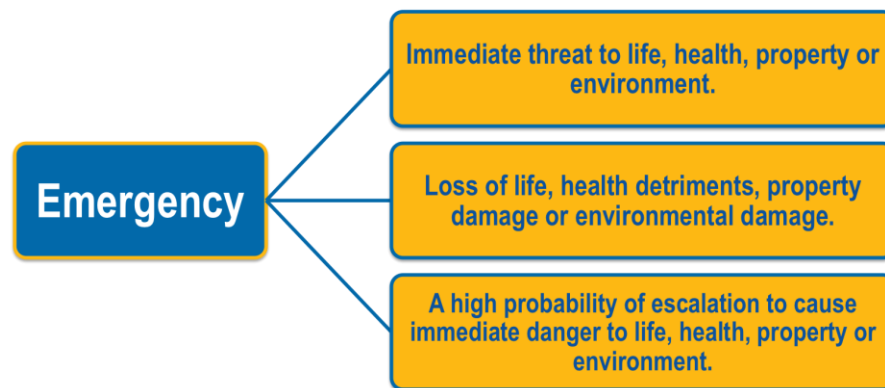 Emergency
Immediate threat to life, health, property or
environment.
Loss of life, health detriments, property
damage or environmental damage.
A high probability of escalation to cause
immediate danger to life, health, property or
environment.